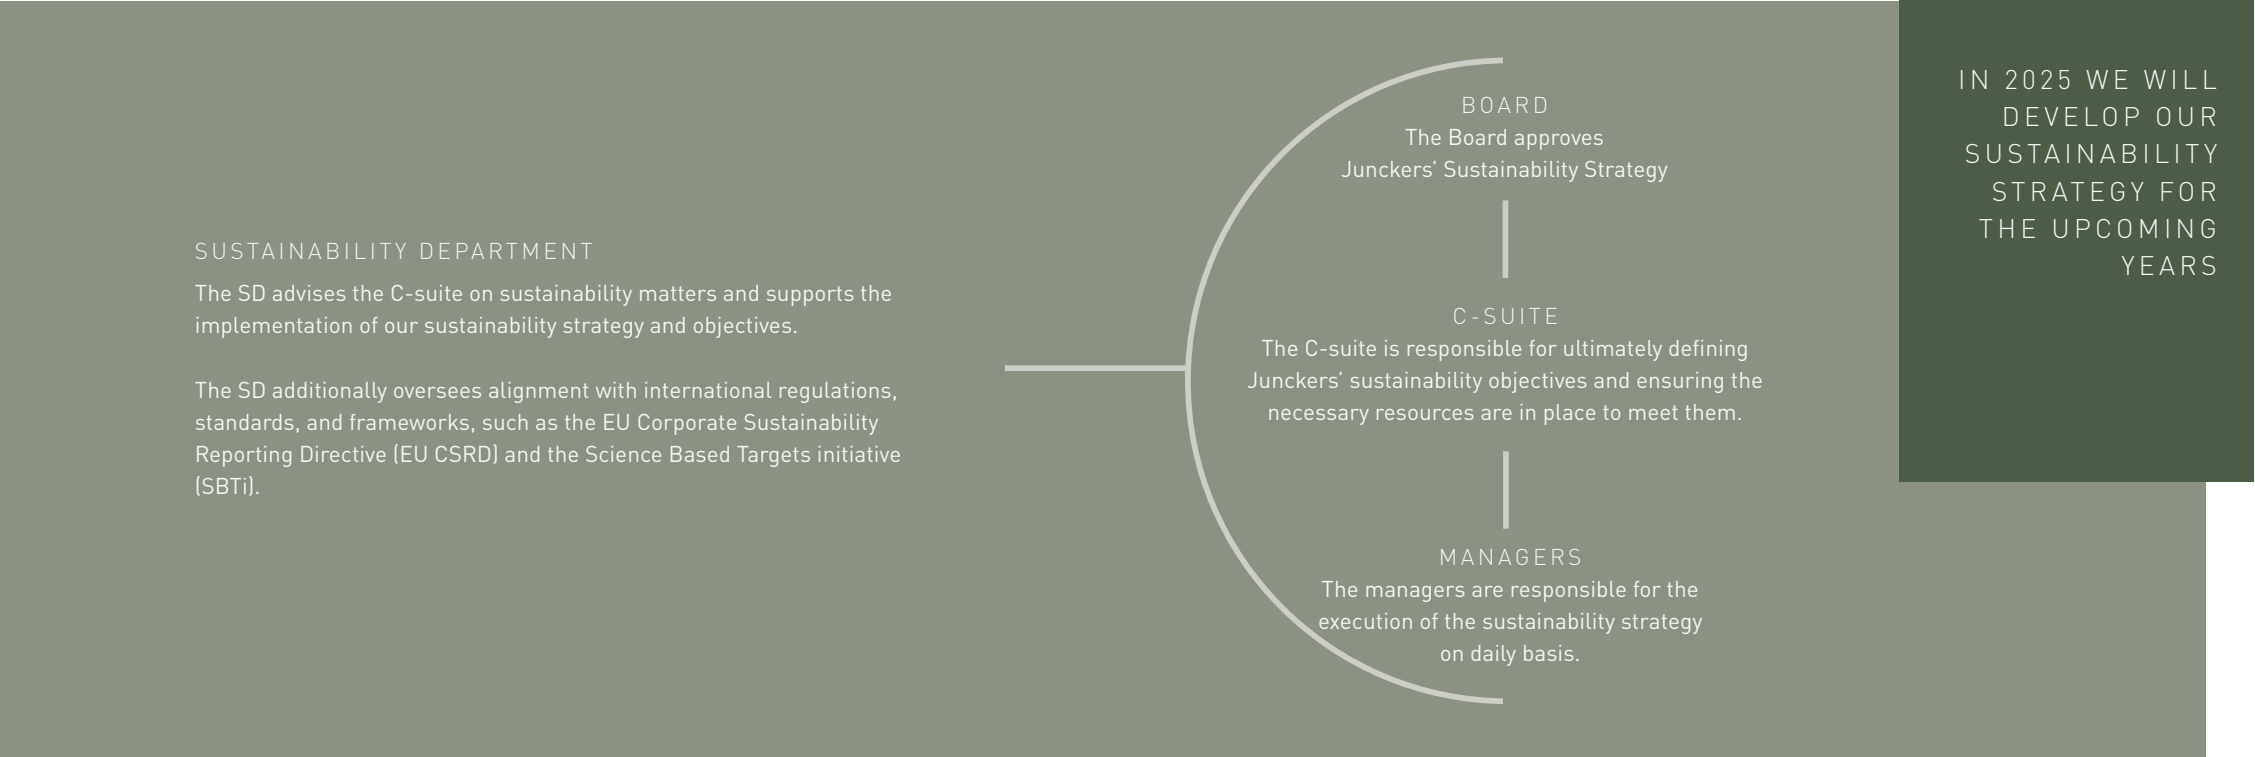 SUSTAINABILITY DEPARTMENT
The SD advises the C-suite on sustainability matters and supports the
implementation of our sustainability strategy and objectives.
The SD additionally oversees alignment with international regulations,
standards, and frameworks, such as the EU Corporate Sustainability
Reporting Directive (EU CSRD) and the Science Based Targets initiative
(SBTi).
BOARD
The Board approves
Junckers’ Sustainability Strategy
C-SUITE
The C-suite is responsible for ultimately defining
Junckers’ sustainability objectives and ensuring the
necessary resources are in place to meet them.
MANAGERS
The managers are responsible for the
execution of the sustainability strategy
on daily basis.
IN 2025 WE WILL
DEVELOP OUR
SUSTAINABILITY
STRATEGY FOR
THE UPCOMING
YEARS